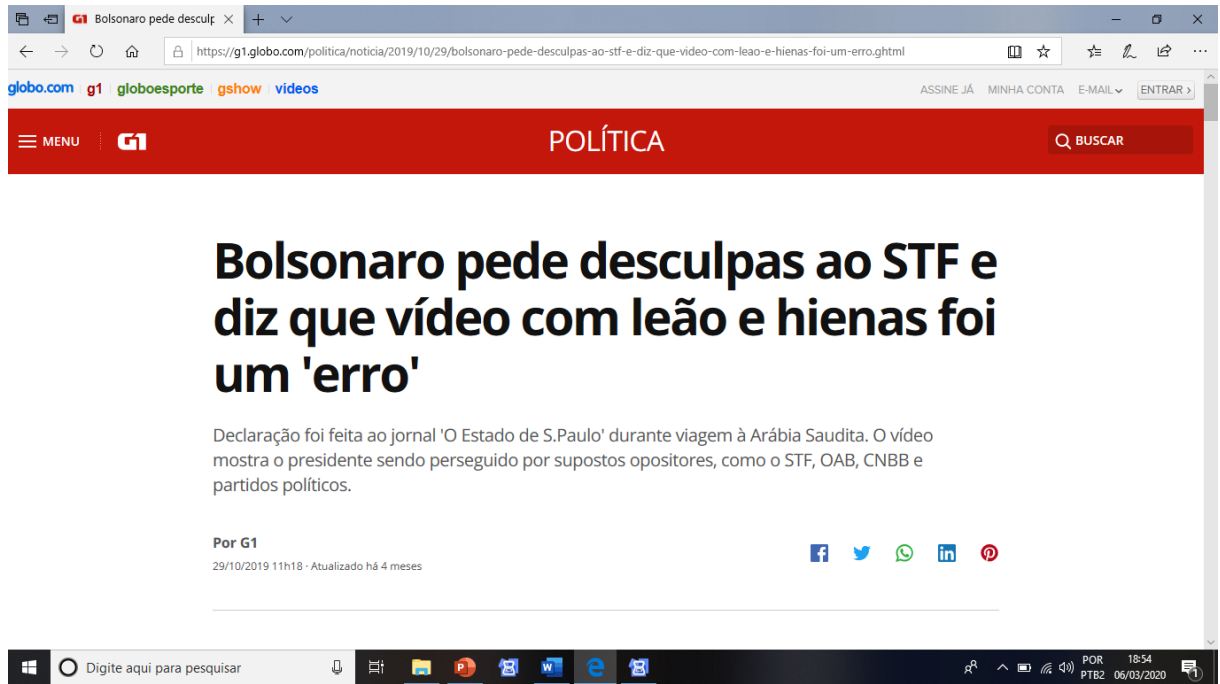 G1 Bolsonaro pede desculp
https://g1.globo.com/politica/noticia/2019/10/29/bolsonaro-pede-desculpas-ao-stf-e-diz-que-video-com-leao-e-hienas-foi-um-erro.ghtml
globo.com g1 globoesporte gshow vídeos ASSINE JÁ MINHA CONTA E-MAIL ENTRAR
MENU G1 POLÍTICA BUSCAR
Bolsonaro pede desculpas ao STF e
diz que vídeo com leão e hienas foi
um 'erro'
Declaração foi feita ao jornal 'O Estado de S.Paulo' durante viagem à Arábia Saudita. O vídeo
mostra o presidente sendo perseguido por supostos opositores, como o STF, OAB, CNBB e
partidos políticos.
Por G1
29/10/2019 11h18 · Atualizado há 4 meses
Digite aqui para pesquisar
POR 18:54
PTB2 06/03/2020